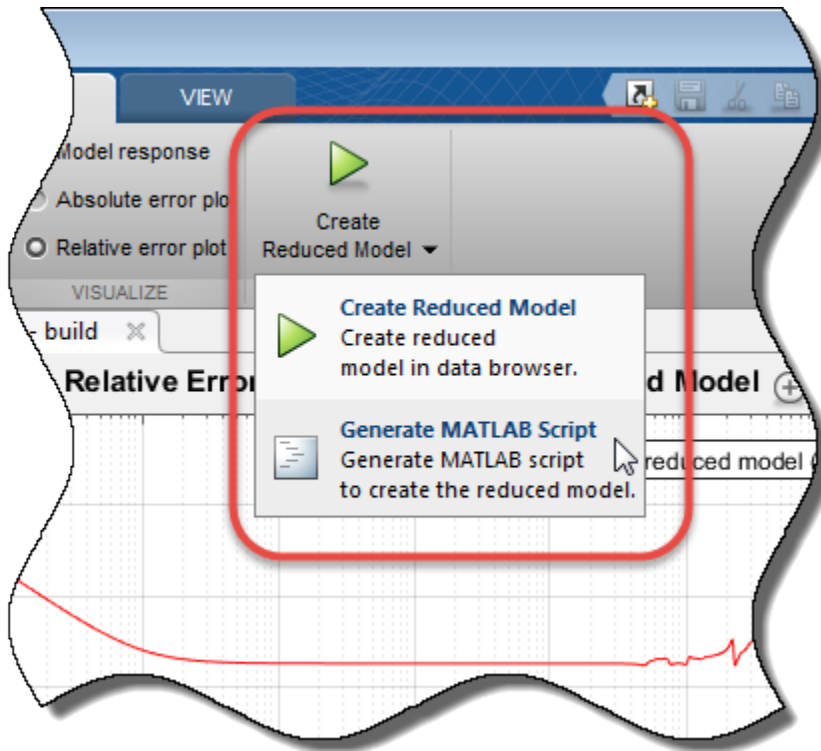 VIEW
Model response
Absolute error plo
Relative error plot
Create
Reduced Model
VISUALIZE
- build
Create Reduced Model
Create reduced
model in data browser.
Relative Erro
d Model
Generate MATLAB Script
Generate MATLAB script
to create the reduced model.
reduced model (